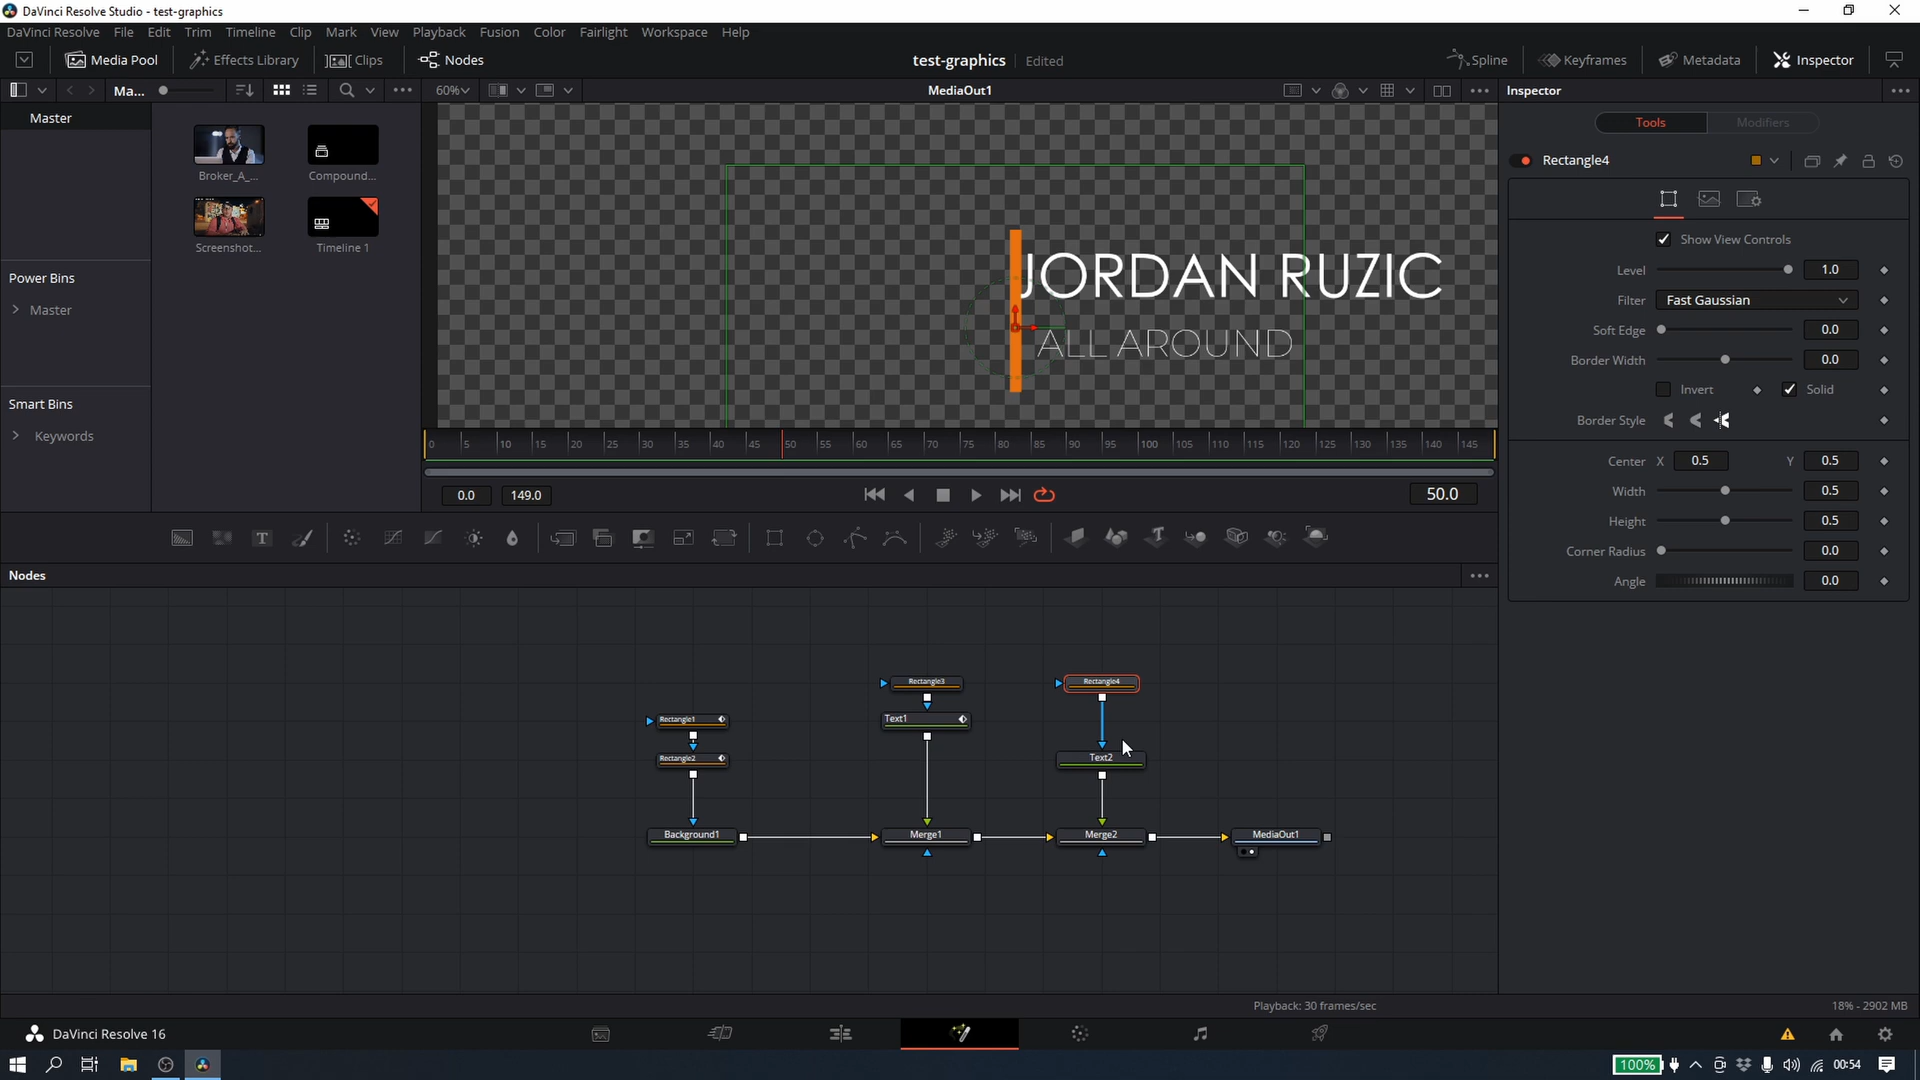 DaVinci Resolve Studio - test-graphics
DaVinci Resolve File Edit Trim Timeline Clip Mark View Playback Fusion Color Fairlight Workspace Help
Media Pool Effects Library Clips Nodes test-graphics Edited Spline Keyframes Metadata Inspector
Ma... 60% MediaOut1 Inspector
Master
Tools Modifiers
Broker_A_... Compound...
Screenshot... Timeline 1
Power Bins
Master
Smart Bins
Keywords
JORDAN RUZIC
ALL AROUND
0 5 10 15 20 25 30 35 40 45 50 55 60 65 70 75 80 85 90 95 100 105 110 115 120 125 130 135 140 145
0.0 149.0 50.0
Rectangle4
Show View Controls
Level 1.0
Filter Fast Gaussian
Soft Edge 0.0
Border Width 0.0
Invert Solid
Border Style
Center X 0.5 Y 0.5
Width 0.5
Height 0.5
Corner Radius 0.0
Angle 0.0
T T
Nodes
Rectangle3 Rectangle4
Rectangle1 Text1
Rectangle2 Text2
Background1 Merge1 Merge2 MediaOut1
Playback: 30 frames/sec 18% - 2902 MB
DaVinci Resolve 16
100% 00:54